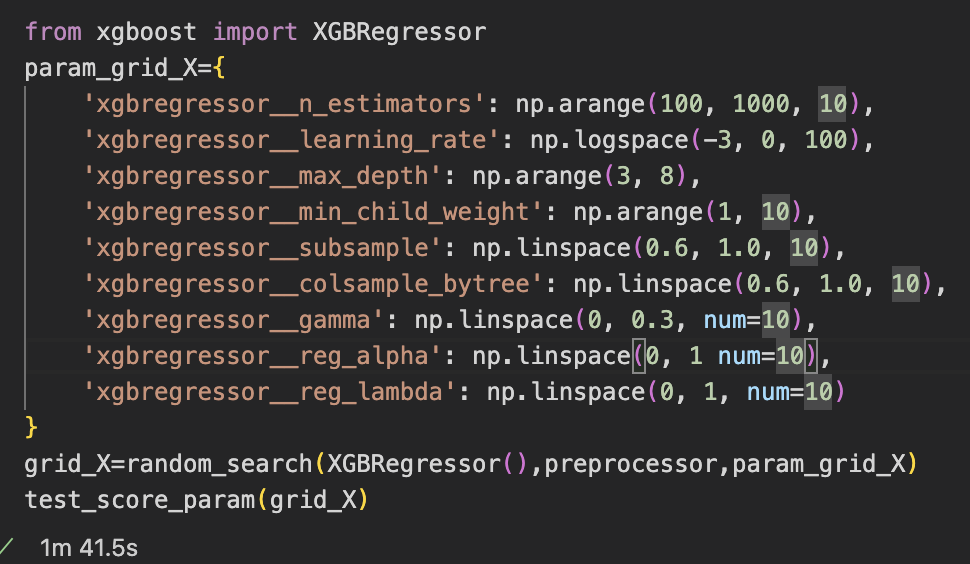 from xgboost import XGBRegressor
param_grid_X={
    'xgbregressor__n_estimators': np.arange(100, 1000, 10),
    'xgbregressor__learning_rate': np.logspace(-3, 0, 100),
    'xgbregressor__max_depth': np.arange(3, 8),
    'xgbregressor__min_child_weight': np.arange(1, 10),
    'xgbregressor__subsample': np.linspace(0.6, 1.0, 10),
    'xgbregressor__colsample_bytree': np.linspace(0.6, 1.0, 10),
    'xgbregressor__gamma': np.linspace(0, 0.3, num=10),
    'xgbregressor__reg_alpha': np.linspace(0, 1 num=10),
    'xgbregressor__reg_lambda': np.linspace(0, 1, num=10)
}
grid_X=random_search(XGBRegressor(),preprocessor,param_grid_X)
test_score_param(grid_X)
1m 41.5s